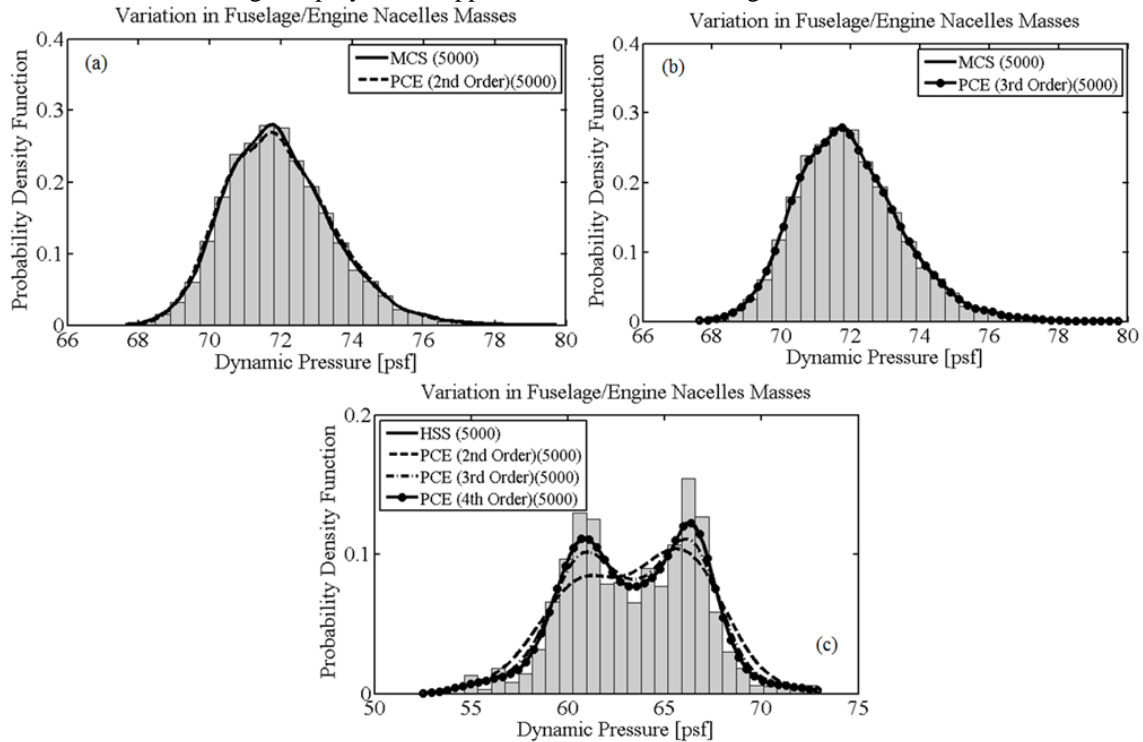 Variation in Fuselage/Engine Nacelles Masses
(a)
MCS (5000)
PCE (2nd Order)(5000)
Probability Density Function
0.4
0.3
0.2
0.1
0
66 68 70 72 74 76 78 80
Dynamic Pressure [psf]
Variation in Fuselage/Engine Nacelles Masses
(b)
MCS (5000)
PCE (3rd Order)(5000)
Probability Density Function
0.4
0.3
0.2
0.1
0
66 68 70 72 74 76 78 80
Dynamic Pressure [psf]
Variation in Fuselage/Engine Nacelles Masses
HSS (5000)
PCE (2nd Order)(5000)
PCE (3rd Order)(5000)
PCE (4th Order)(5000)
(c)
Probability Density Function
0.2
0.1
0
50 55 60 65 70 75
Dynamic Pressure [psf]